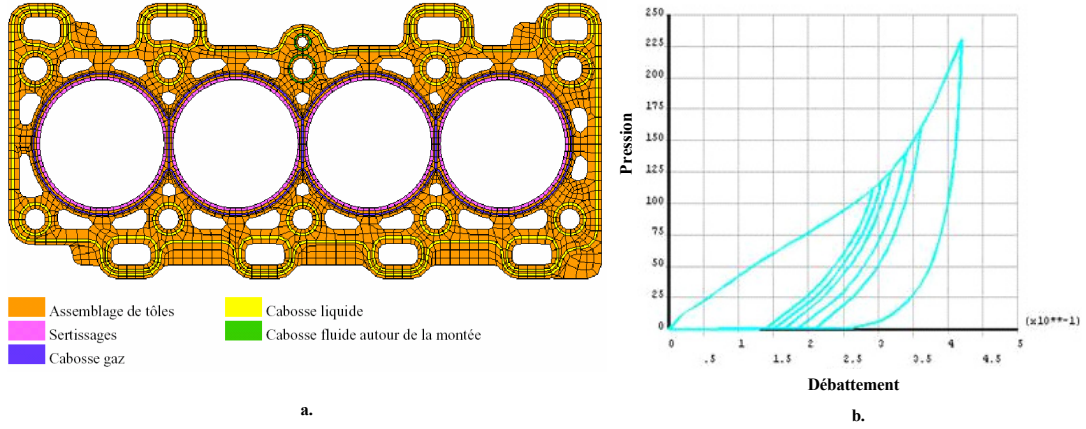 Assemblage de tôles
Sertissages
Cabosse gaz
Cabosse liquide
Cabosse fluide autour de la montée
a.
Pression
250
225
200
175
150
125
100
75
50
25
0
0 1 2 3 4 5
.5 1.5 2.5 3.5 4.5
(x10**-1)
Débattement
b.